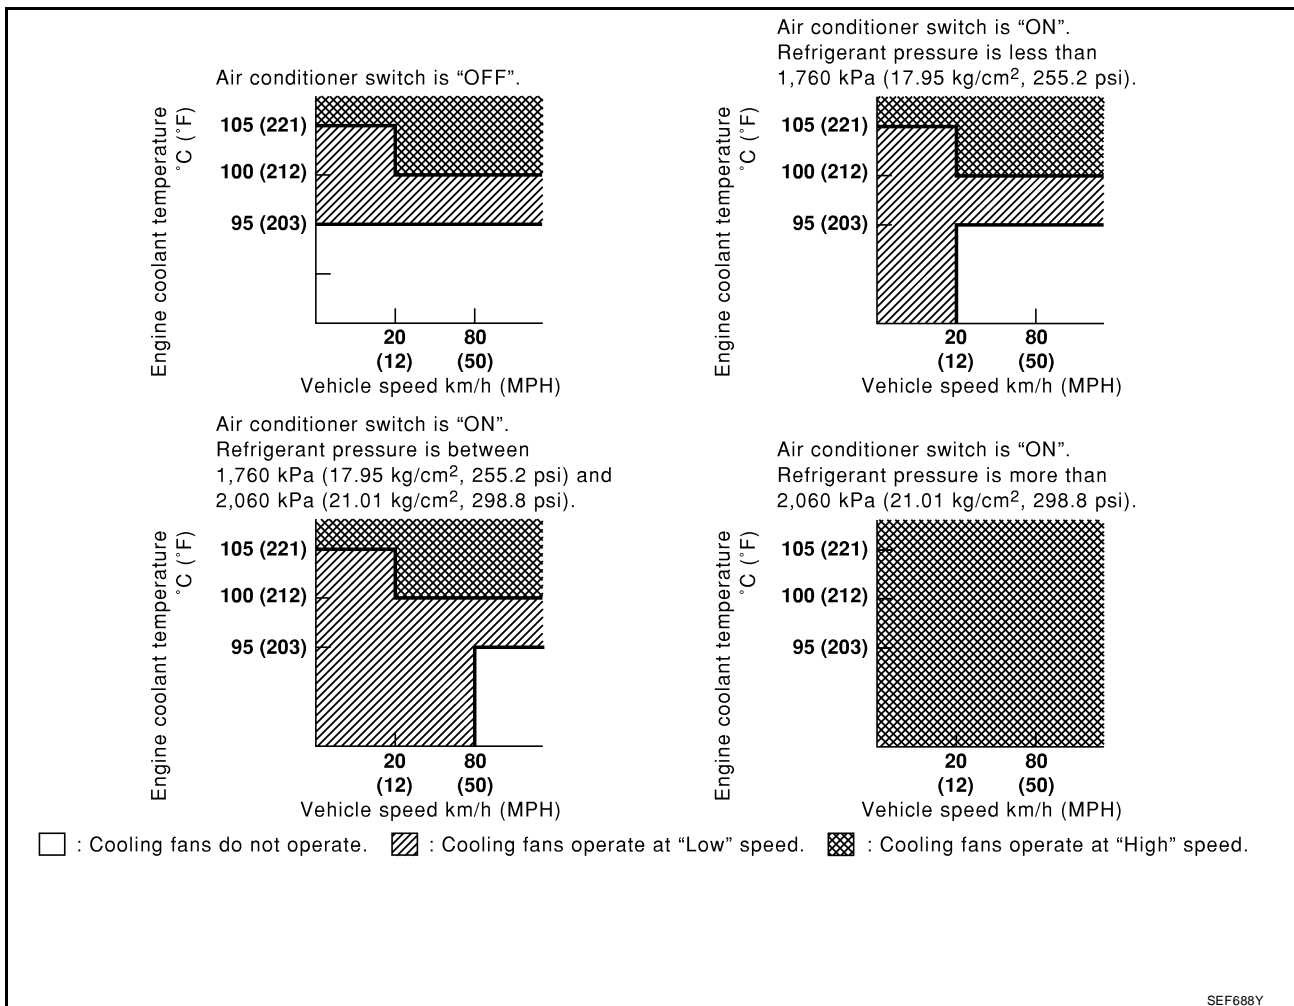 Air conditioner switch is “OFF”.
Engine coolant temperature
°C (°F)
105 (221)
100 (212)
95 (203)
20
(12)
80
(50)
Vehicle speed km/h (MPH)
Air conditioner switch is “ON”.
Refrigerant pressure is less than
1,760 kPa (17.95 kg/cm², 255.2 psi).
Engine coolant temperature
°C (°F)
105 (221)
100 (212)
95 (203)
20
(12)
80
(50)
Vehicle speed km/h (MPH)
Air conditioner switch is “ON”.
Refrigerant pressure is between
1,760 kPa (17.95 kg/cm², 255.2 psi) and
2,060 kPa (21.01 kg/cm², 298.8 psi).
Engine coolant temperature
°C (°F)
105 (221)
100 (212)
95 (203)
20
(12)
80
(50)
Vehicle speed km/h (MPH)
Air conditioner switch is “ON”.
Refrigerant pressure is more than
2,060 kPa (21.01 kg/cm², 298.8 psi).
Engine coolant temperature
°C (°F)
105 (221)
100 (212)
95 (203)
20
(12)
80
(50)
Vehicle speed km/h (MPH)
: Cooling fans do not operate.
: Cooling fans operate at “Low” speed.
: Cooling fans operate at “High” speed.
SEF688Y